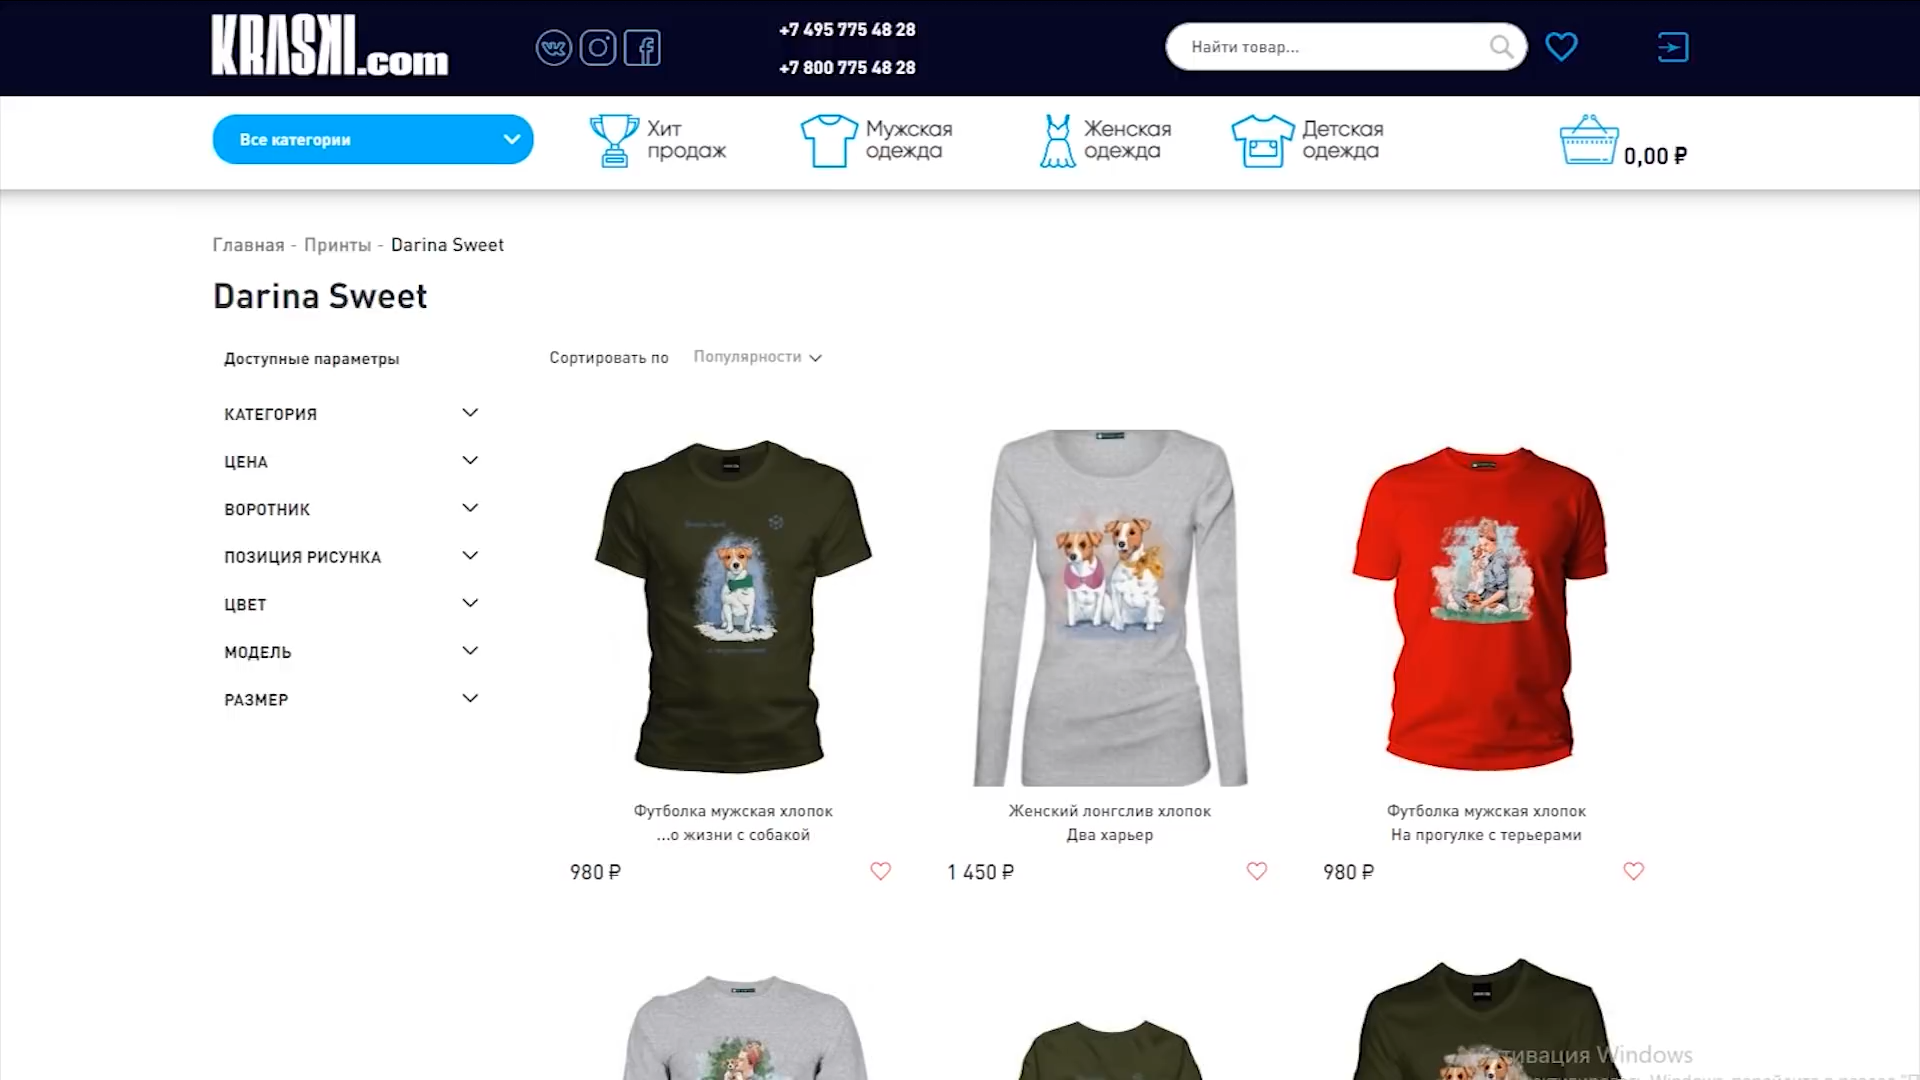 KRASKI.com
+7 495 775 48 28
+7 800 775 48 28
Найти товар...
Все категории
Хит
продаж
Мужская
одежда
Женская
одежда
Детская
одежда
0,00 ₽
Главная - Принты - Darina Sweet
Darina Sweet
Доступные параметры
Сортировать по Популярности
КАТЕГОРИЯ
ЦЕНА
ВОРОТНИК
ПОЗИЦИЯ РИСУНКА
ЦВЕТ
МОДЕЛЬ
РАЗМЕР
Футболка мужская хлопок
...о жизни с собакой
980 ₽
Женский лонгслив хлопок
Два харьер
1 450 ₽
Футболка мужская хлопок
На прогулке с терьерами
980 ₽
Windows